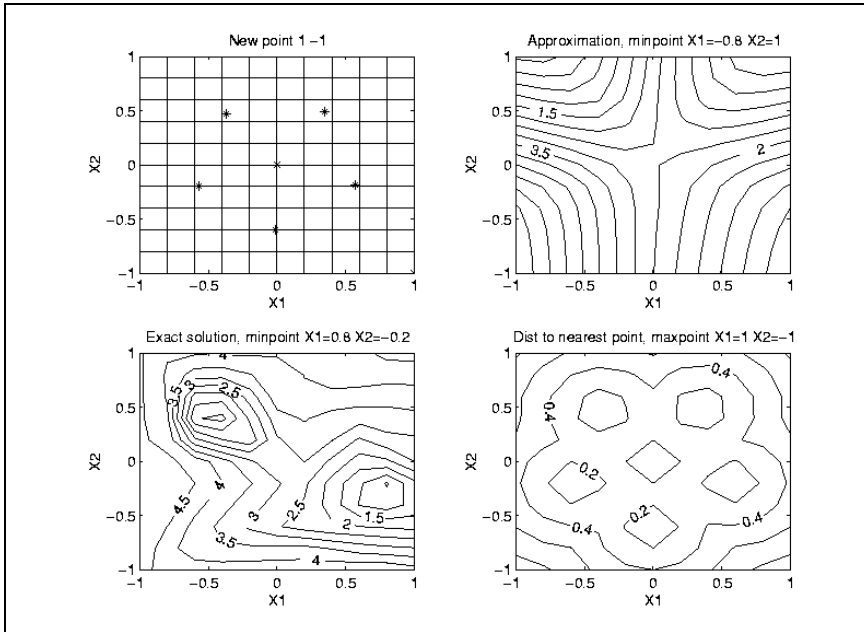 New point 1 −1
1
0.5
0
−0.5
−1
X2
−1 −0.5 0 0.5 1
X1
Approximation, minpoint X1=−0.8 X2=1
1
0.5
0
−0.5
−1
X2
1.5
3.5
2
−1 −0.5 0 0.5 1
X1
Exact solution, minpoint X1=0.8 X2=−0.2
1
0.5
0
−0.5
−1
X2
4
3.5
3
2.5
4.5
4
3
2.5
2
1.5
3.5
4
−1 −0.5 0 0.5 1
X1
Dist to nearest point, maxpoint X1=1 X2=−1
1
0.5
0
−0.5
−1
X2
0.4
0.4
0.2
0.2
0.4
0.4
−1 −0.5 0 0.5 1
X1